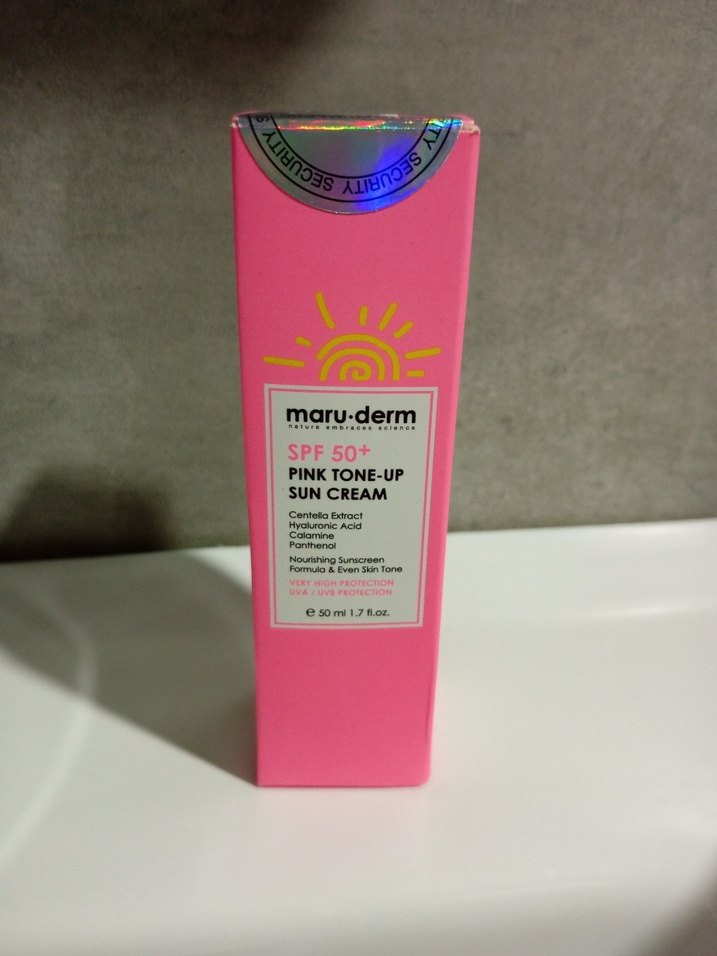 SECURITY SECURITY SECURITY
maru·derm
nature embraces science
SPF 50+
PINK TONE-UP
SUN CREAM
Centella Extract
Hyaluronic Acid
Calamine
Panthenol
Nourishing Sunscreen
Formula & Even Skin Tone
VERY HIGH PROTECTION
UVA / UVB PROTECTION
℮ 50 ml 1.7 fl.oz.